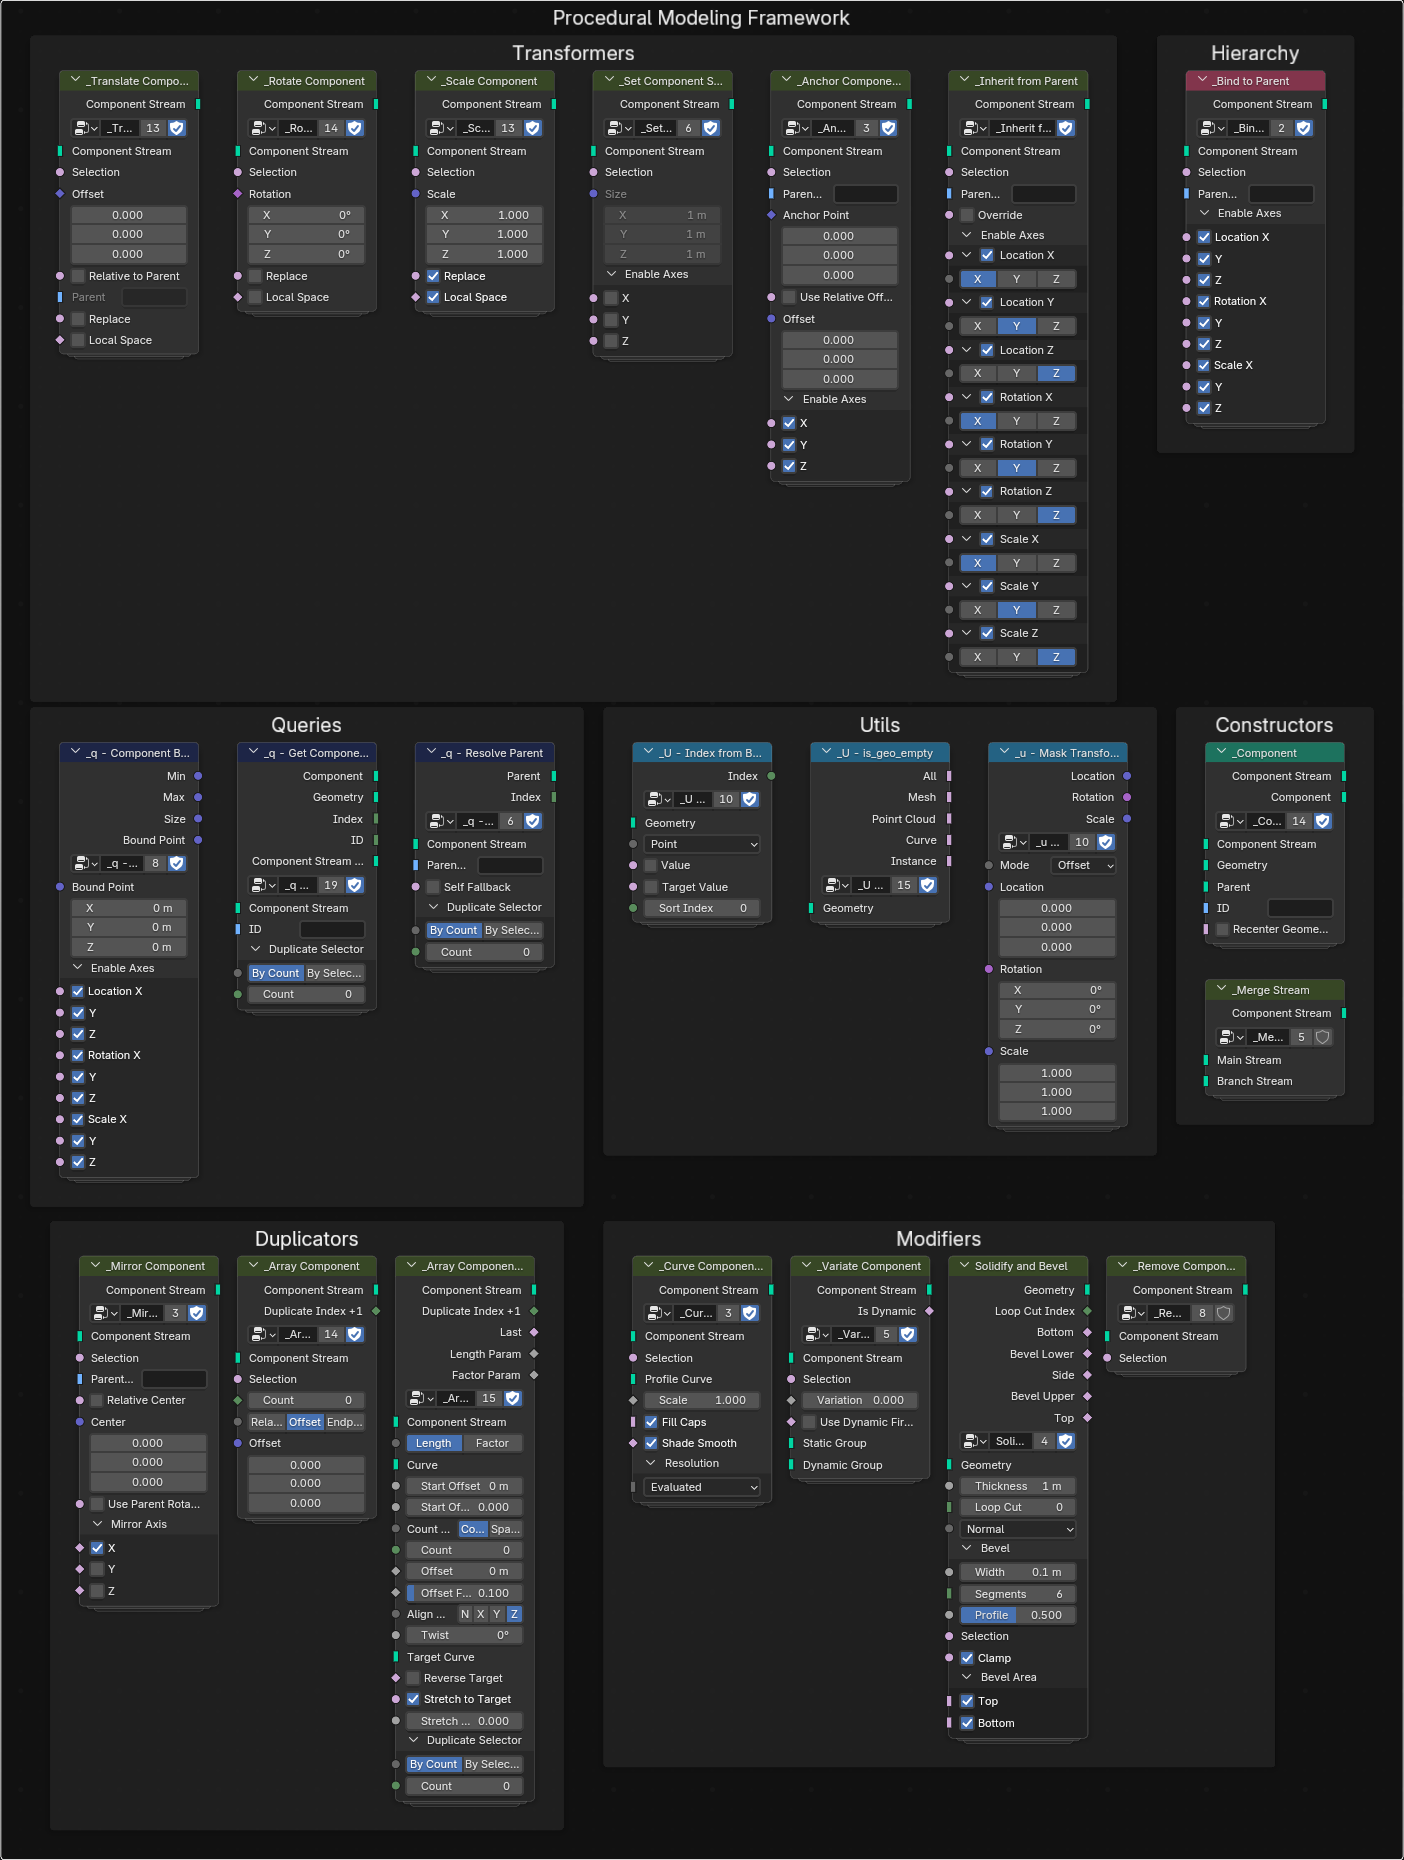 Procedural Modeling Framework
Transformers
_Translate Compo...
Component Stream
_Tr... 13
Component Stream
Selection
Offset
0.000
0.000
0.000
Relative to Parent
Parent
Replace
Local Space
_Rotate Component
Component Stream
_Ro... 14
Component Stream
Selection
Rotation
X 0°
Y 0°
Z 0°
Replace
Local Space
_Scale Component
Component Stream
_Sc... 13
Component Stream
Selection
Scale
X 1.000
Y 1.000
Z 1.000
Replace
Local Space
_Set Component S...
Component Stream
_Set... 6
Component Stream
Selection
Size
X 1 m
Y 1 m
Z 1 m
Enable Axes
X
Y
Z
_Anchor Compone...
Component Stream
_An... 3
Component Stream
Selection
Paren...
Anchor Point
0.000
0.000
0.000
Use Relative Off...
Offset
0.000
0.000
0.000
Enable Axes
X
Y
Z
_Inherit from Parent
Component Stream
_Inherit f...
Component Stream
Selection
Paren...
Override
Enable Axes
Location X
X Y Z
Location Y
X Y Z
Location Z
X Y Z
Rotation X
X Y Z
Rotation Y
X Y Z
Rotation Z
X Y Z
Scale X
X Y Z
Scale Y
X Y Z
Scale Z
X Y Z
Hierarchy
_Bind to Parent
Component Stream
_Bin... 2
Component Stream
Selection
Paren...
Enable Axes
Location X
Y
Z
Rotation X
Y
Z
Scale X
Y
Z
Queries
_q - Component B...
Min
Max
Size
Bound Point
_q -... 8
Bound Point
X 0 m
Y 0 m
Z 0 m
Enable Axes
Location X
Y
Z
Rotation X
Y
Z
Scale X
Y
Z
_q - Get Compone...
Component
Geometry
Index
ID
Component Stream ...
_q ... 19
Component Stream
ID
Duplicate Selector
By Count By Selec...
Count 0
_q - Resolve Parent
Parent
Index
_q -... 6
Component Stream
Paren...
Self Fallback
Duplicate Selector
By Count By Selec...
Count 0
Utils
_U - Index from B...
Index
_U ... 10
Geometry
Point
Value
Target Value
Sort Index 0
_U - is_geo_empty
All
Mesh
Poinrt Cloud
Curve
Instance
_U ... 15
Geometry
_u - Mask Transfo...
Location
Rotation
Scale
_u ... 10
Mode Offset
Location
0.000
0.000
0.000
Rotation
X 0°
Y 0°
Z 0°
Scale
1.000
1.000
1.000
Constructors
_Component
Component Stream
Component
_Co... 14
Component Stream
Geometry
Parent
ID
Recenter Geome...
_Merge Stream
Component Stream
_Me... 5
Main Stream
Branch Stream
Duplicators
_Mirror Component
Component Stream
_Mir... 3
Component Stream
Selection
Parent...
Relative Center
Center
0.000
0.000
0.000
Use Parent Rota...
Mirror Axis
X
Y
Z
_Array Component
Component Stream
Duplicate Index +1
_Ar... 14
Component Stream
Selection
Count 0
Rela... Offset Endp...
Offset
0.000
0.000
0.000
_Array Componen...
Component Stream
Duplicate Index +1
Last
Length Param
Factor Param
_Ar... 15
Component Stream
Length Factor
Curve
Start Offset 0 m
Start Of... 0.000
Count ... Co... Spa...
Count 0
Offset 0 m
Offset F... 0.100
Align ... N X Y Z
Twist 0°
Target Curve
Reverse Target
Stretch to Target
Stretch ... 0.000
Duplicate Selector
By Count By Selec...
Count 0
Modifiers
_Curve Componen...
Component Stream
_Cur... 3
Component Stream
Selection
Profile Curve
Scale 1.000
Fill Caps
Shade Smooth
Resolution
Evaluated
_Variate Component
Component Stream
Is Dynamic
_Var... 5
Component Stream
Selection
Variation 0.000
Use Dynamic Fir...
Static Group
Dynamic Group
Solidify and Bevel
Geometry
Loop Cut Index
Bottom
Bevel Lower
Side
Bevel Upper
Top
Soli... 4
Geometry
Thickness 1 m
Loop Cut 0
Normal
Bevel
Width 0.1 m
Segments 6
Profile 0.500
Selection
Clamp
Bevel Area
Top
Bottom
_Remove Compon...
Component Stream
_Re... 8
Component Stream
Selection